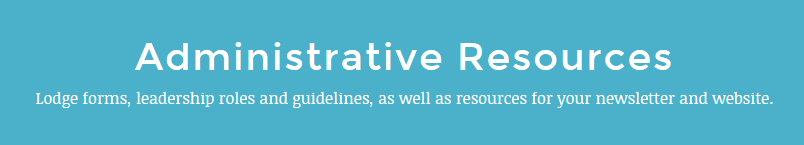 Administrative Resources
Lodge forms, leadership roles and guidelines, as well as resources for your newsletter and website.